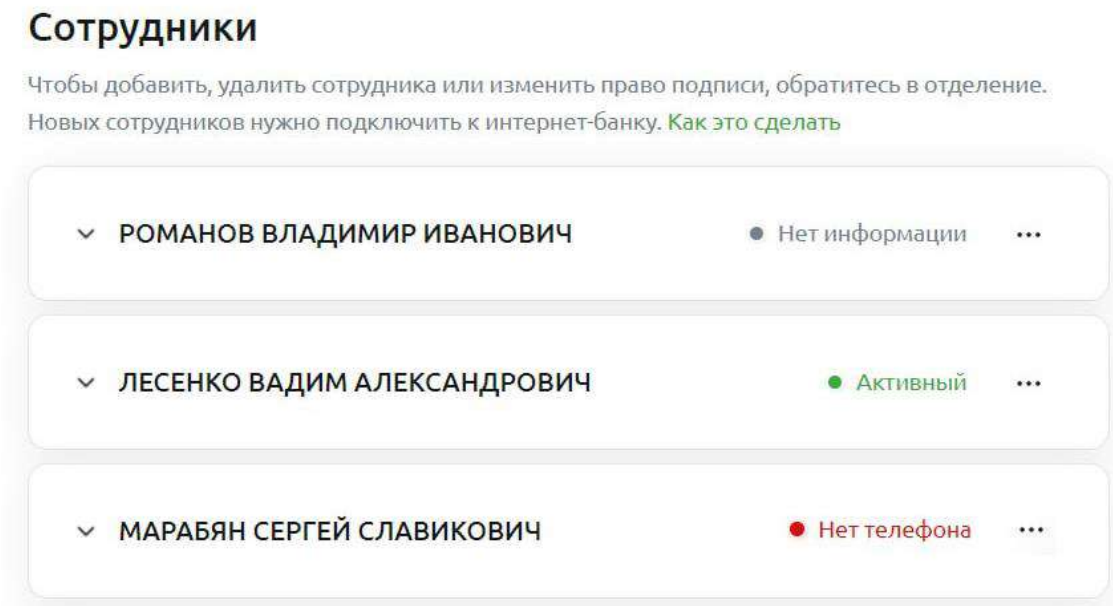 Сотрудники
Чтобы добавить, удалить сотрудника или изменить право подписи, обратитесь в отделение.
Новых сотрудников нужно подключить к интернет-банку. Как это сделать
РОМАНОВ ВЛАДИМИР ИВАНОВИЧ Нет информации
ЛЕСЕНКО ВАДИМ АЛЕКСАНДРОВИЧ Активный
МАРАБЯН СЕРГЕЙ СЛАВИКОВИЧ Нет телефона